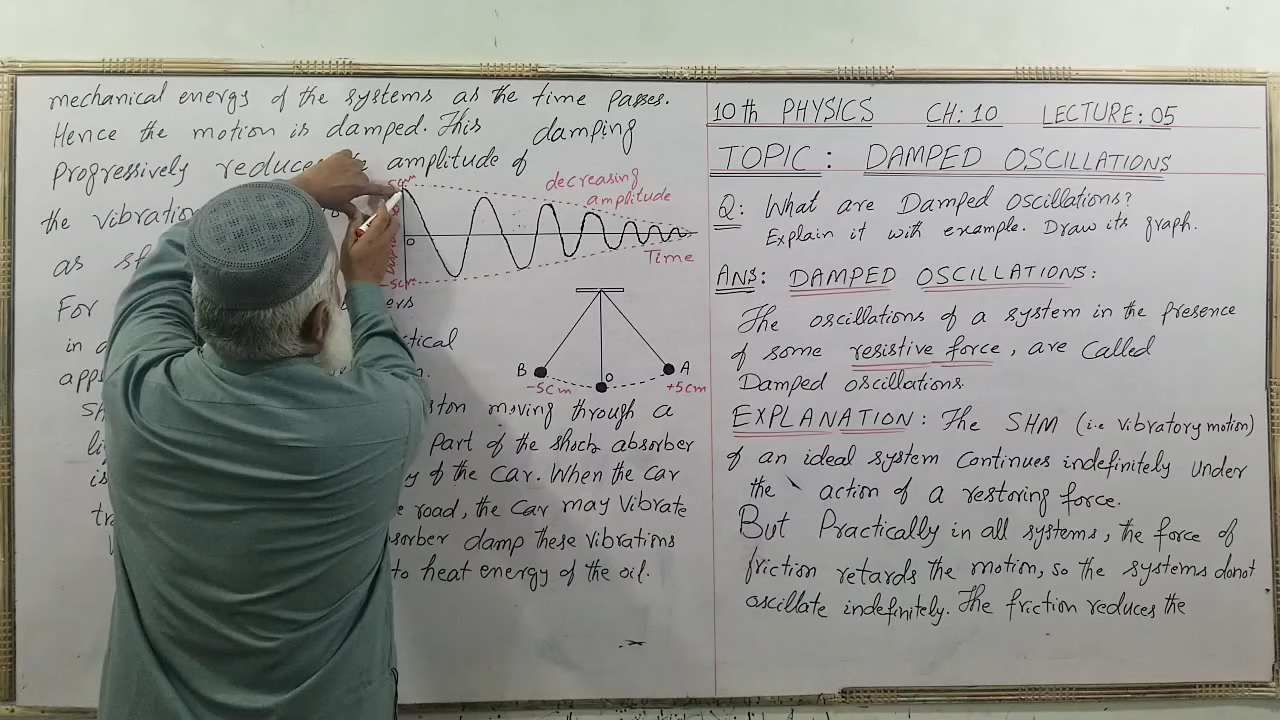 10th PHYSICS CH: 10 LECTURE: 05
TOPIC: DAMPED OSCILLATIONS
Q: What are Damped oscillations?
Explain it with example. Draw its graph.
ANS: DAMPED OSCILLATIONS:
The oscillations of a system in the presence
of some resistive force, are called
Damped oscillations.
EXPLANATION: The SHM (i.e vibratory motion)
of an ideal system continues indefinitely under
the action of a restoring force.
But Practically in all systems, the force of
friction retards the motion, so the systems donot
oscillate indefinitely. The friction reduces the
mechanical energy of the systems as the time passes.
Hence the motion is damped. This damping
Progressively reduces amplitude of
the vibration
as
decreasing
amplitude
0
Time
-5cm
For
in
B O A
-5cm +5cm
moving through a
part of the shock absorber
is of the car. When the car
road, the car may vibrate
damp these vibrations
to heat energy of the oil.